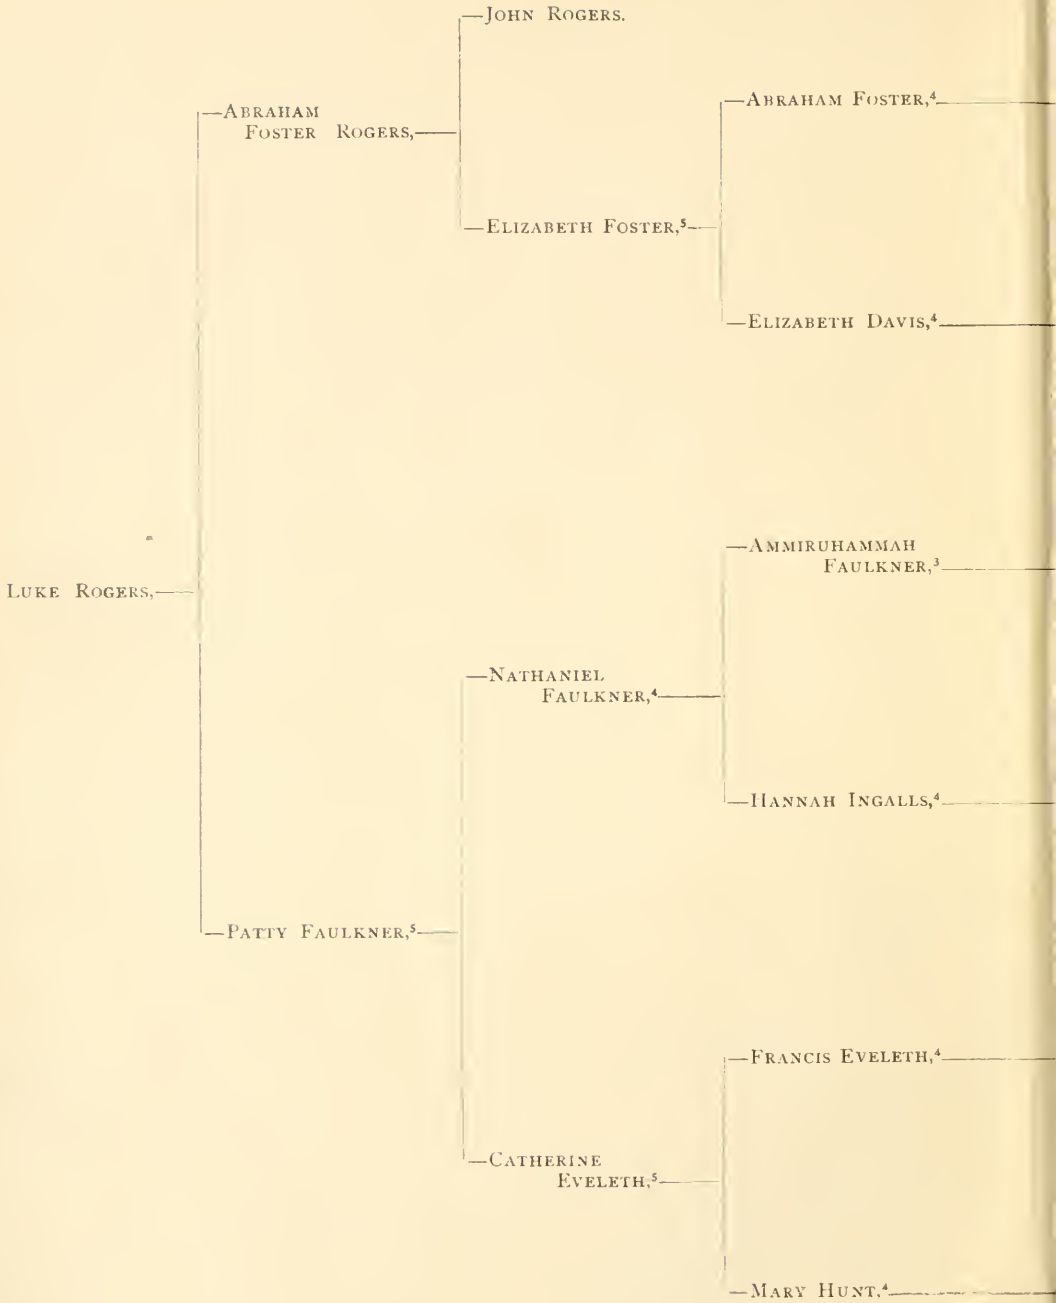 —John Rogers.
—Abraham Foster,⁴
—Abraham
Foster Rogers,
—Elizabeth Foster,⁵
—Elizabeth Davis,⁴
—Ammiruhammah
Faulkner,³
Luke Rogers,
—Nathaniel
Faulkner,⁴
—Hannah Ingalls,⁴
—Patty Faulkner,⁵
—Francis Eveleth,⁴
—Catherine
Eveleth,⁵
—Mary Hunt,⁴